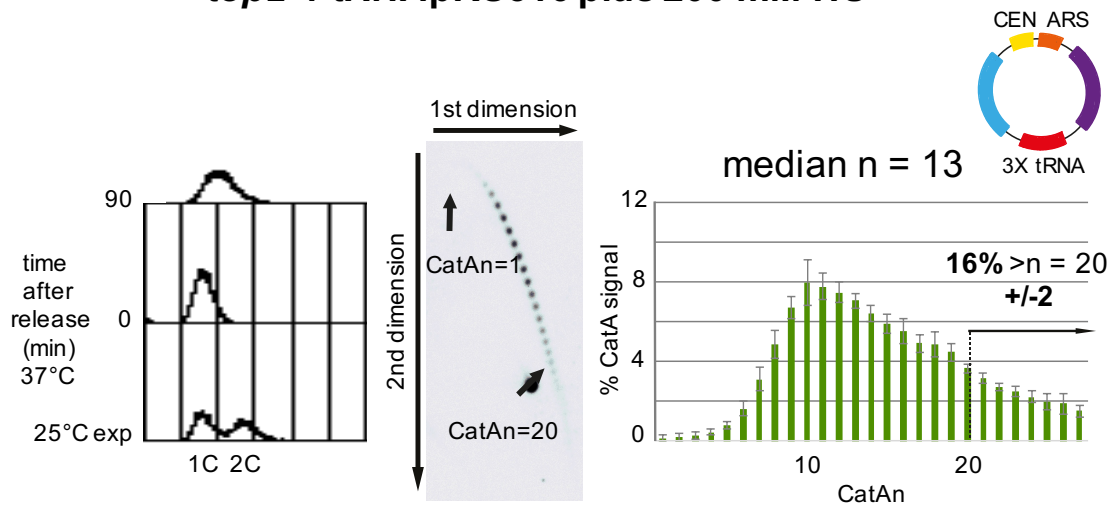 CEN ARS
3X tRNA
1st dimension
2nd dimension
CatAn=1
CatAn=20
90
time
after
release
(min)
37°C
0
25°C exp
1C 2C
median n = 13
12
8
4
0
% CatA signal
16% >n = 20
+/-2
10
20
CatAn